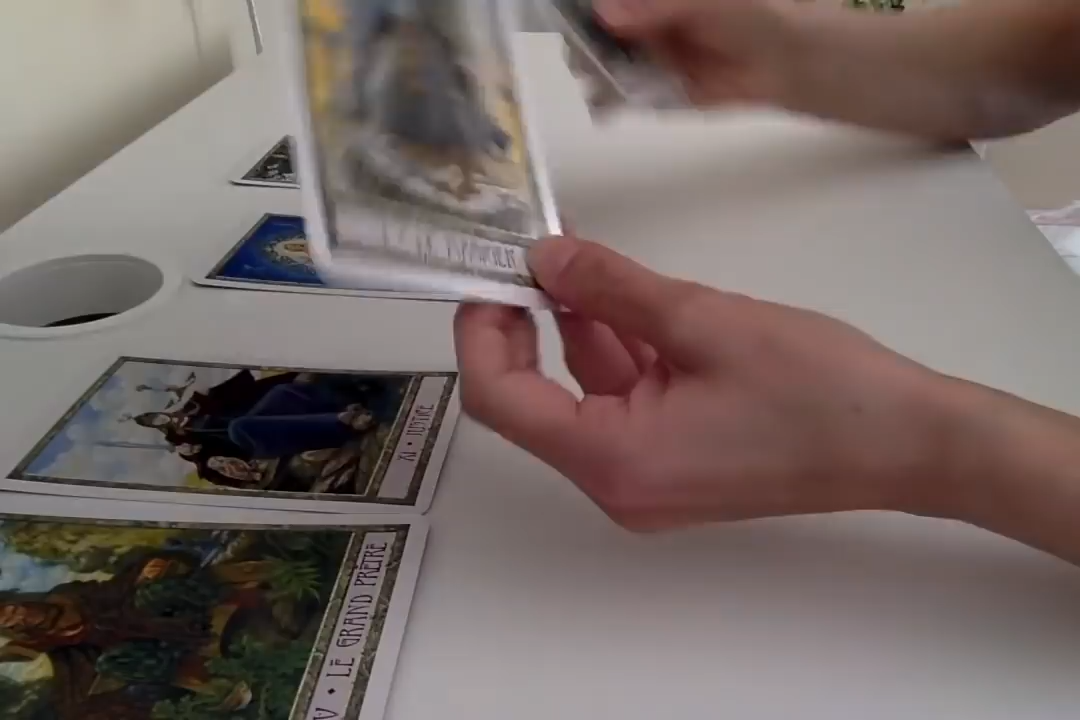 XI • JUSTICE
V • LE GRAND PRÊTRE